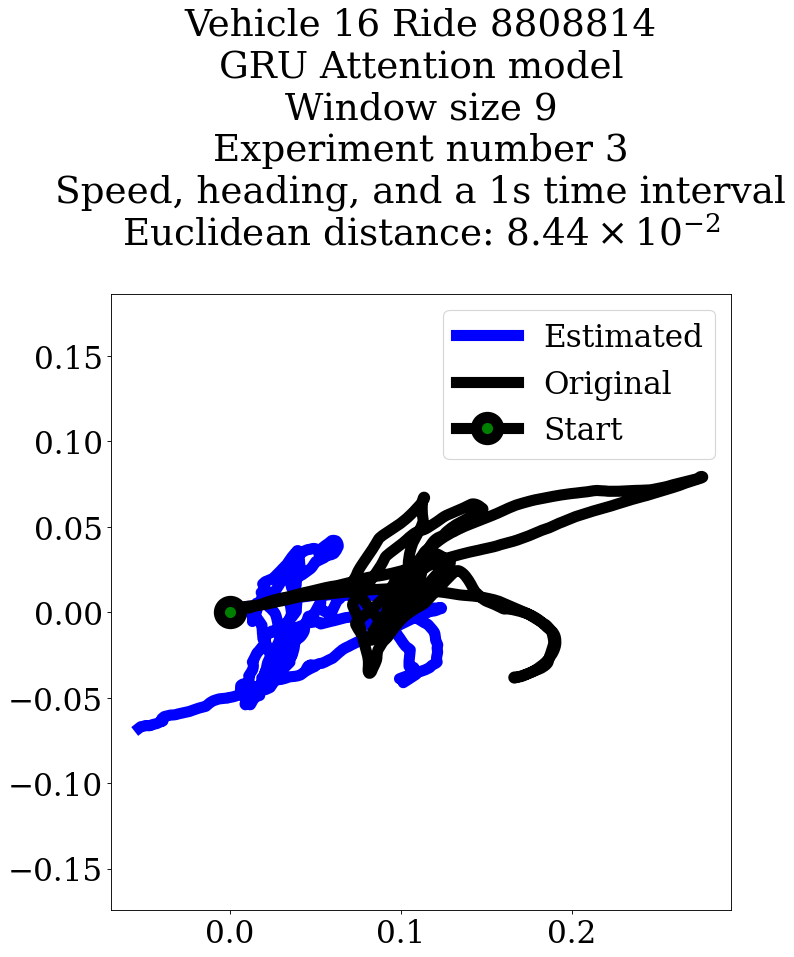 Vehicle 16 Ride 8808814
GRU Attention model
Window size 9
Experiment number 3
Speed, heading, and a 1s time interval
Euclidean distance: 8.44 × 10⁻²
Estimated
Original
Start
0.15
0.10
0.05
0.00
−0.05
−0.10
−0.15
0.0 0.1 0.2